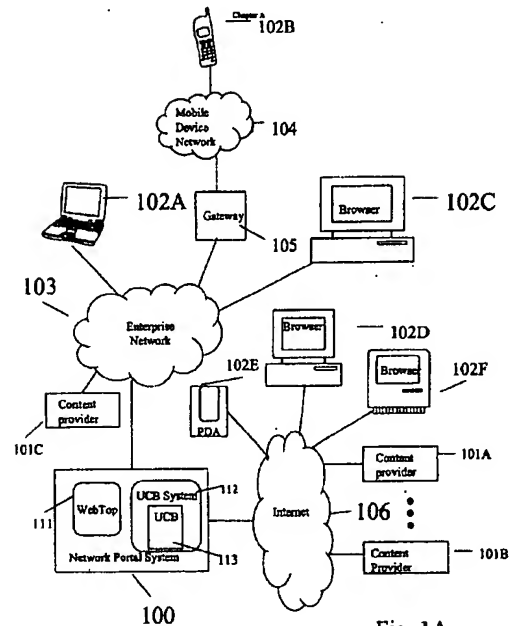 Chapter A
102B
Mobile
Device
Network
104
102A
Gateway
105
Browser
102C
103
Enterprise
Network
Browser
102D
102E
PDA
Browser
102F
Content
provider
101C
Content
provider
101A
111
WebTop
UCB System
112
UCB
113
Network Portal System
100
Internet
106
Content
Provider
101B
Fig. 1A